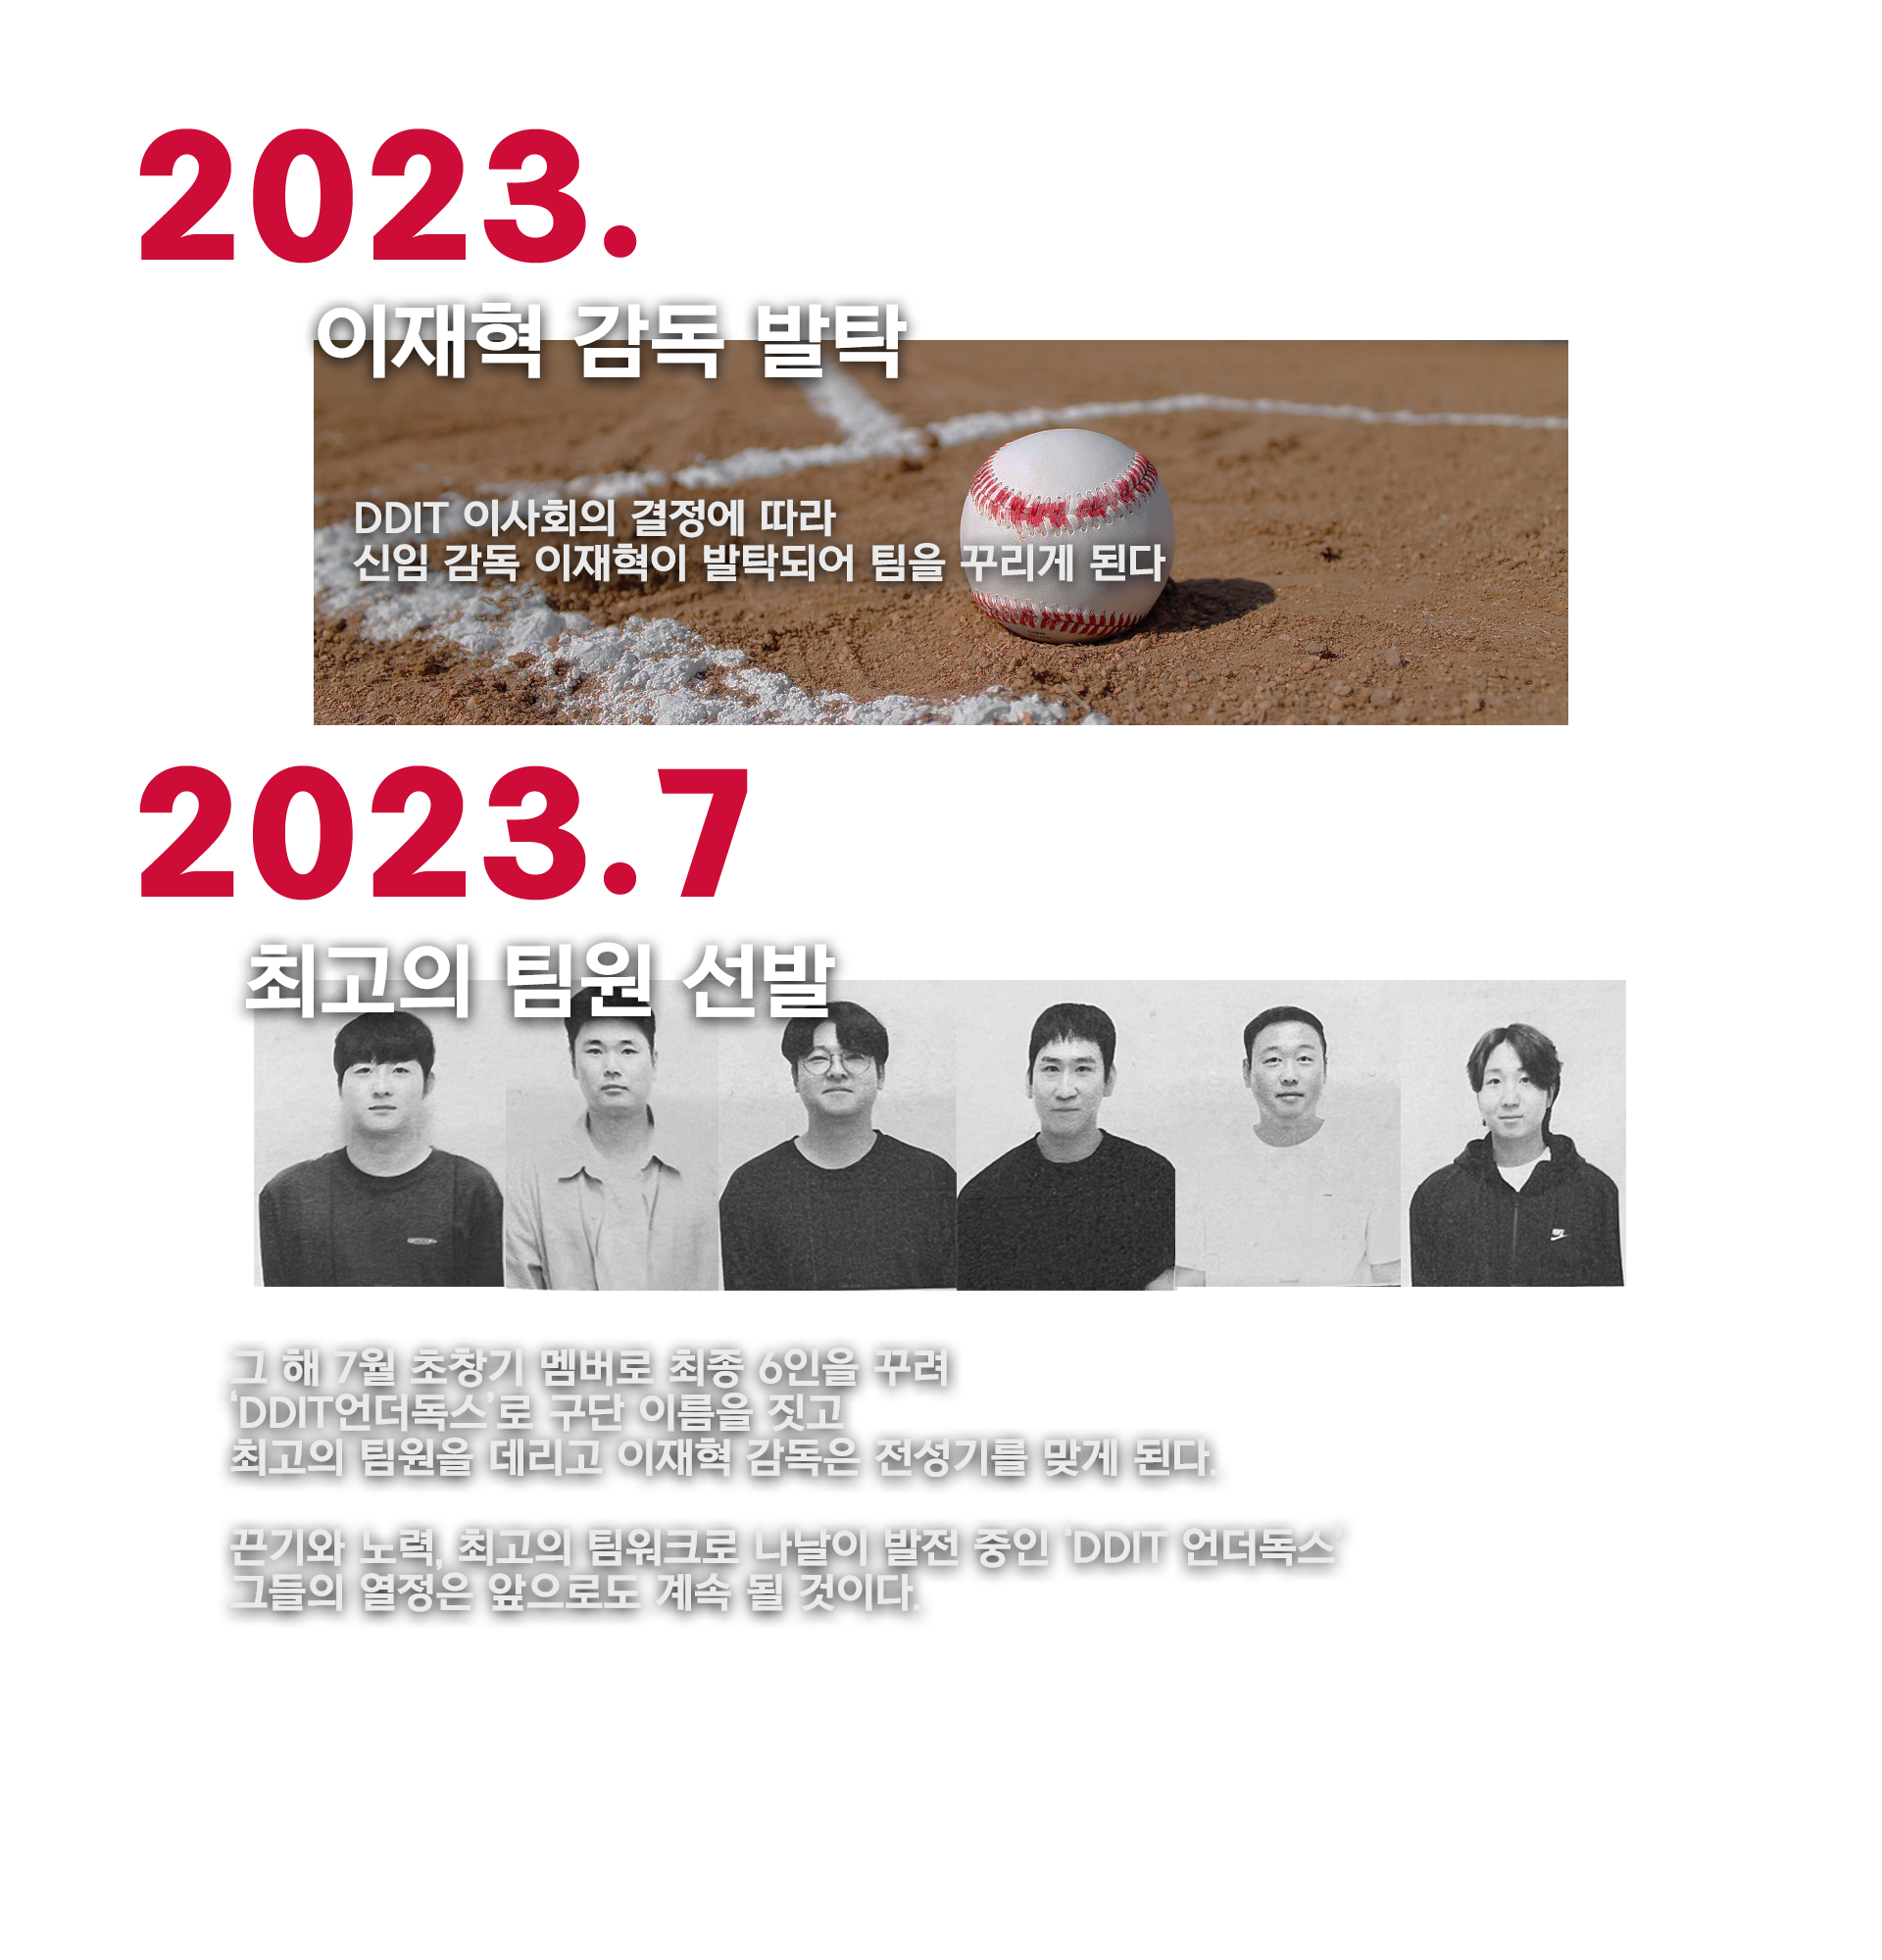 2023.
이재혁 감독 발탁
DDIT 이사회의 결정에 따라
신임 감독 이재혁이 발탁되어 팀을 꾸리게 된다
2023.7
최고의 팀원 선발
그 해 7월 초창기 멤버로 최종 6인을 꾸려
‘DDIT언더독스’로 구단 이름을 짓고
최고의 팀원을 데리고 이재혁 감독은 전성기를 맞게 된다.
끈기와 노력, 최고의 팀워크로 나날이 발전 중인 ‘DDIT 언더독스’
그들의 열정은 앞으로도 계속 될 것이다.